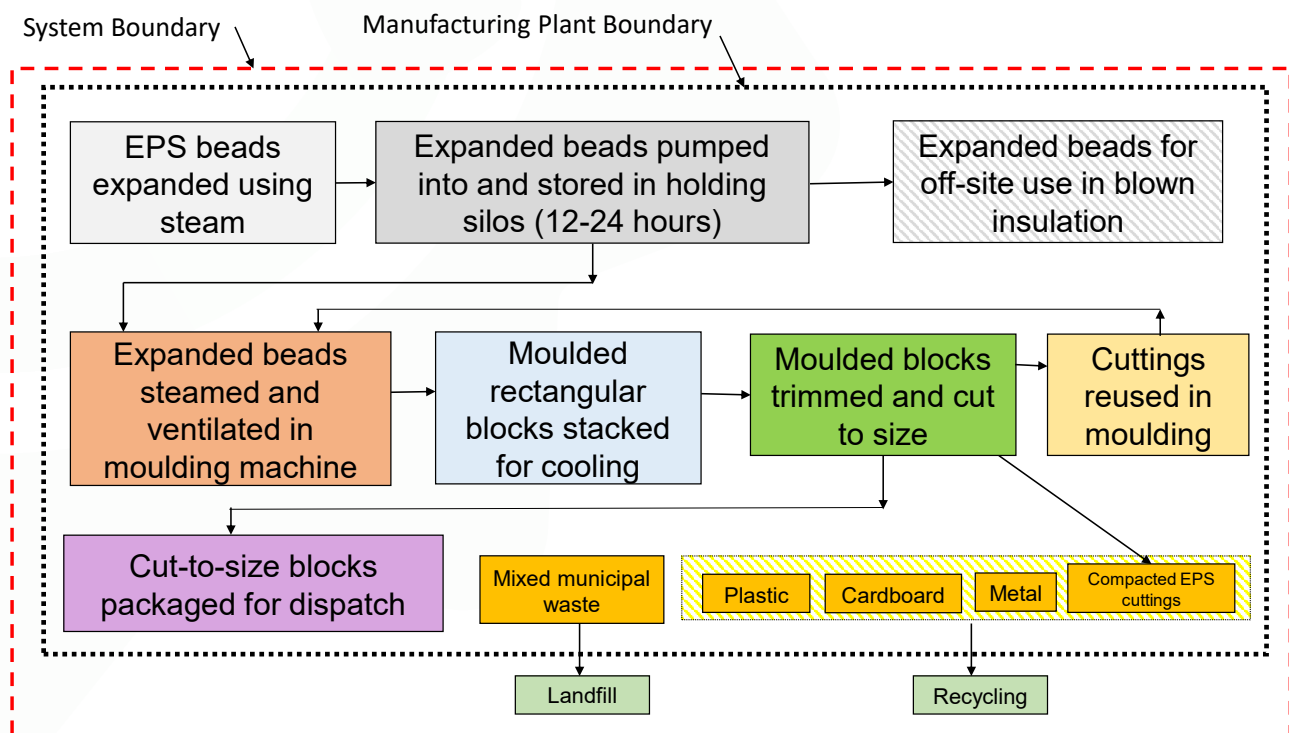 System Boundary
Manufacturing Plant Boundary
EPS beads
expanded using
steam
Expanded beads pumped
into and stored in holding
silos (12-24 hours)
Expanded beads for
off-site use in blown
insulation
Expanded beads
steamed and
ventilated in
moulding machine
Moulded
rectangular
blocks stacked
for cooling
Moulded blocks
trimmed and cut
to size
Cuttings
reused in
moulding
Cut-to-size blocks
packaged for dispatch
Mixed municipal
waste
Plastic
Cardboard
Metal
Compacted EPS
cuttings
Landfill
Recycling